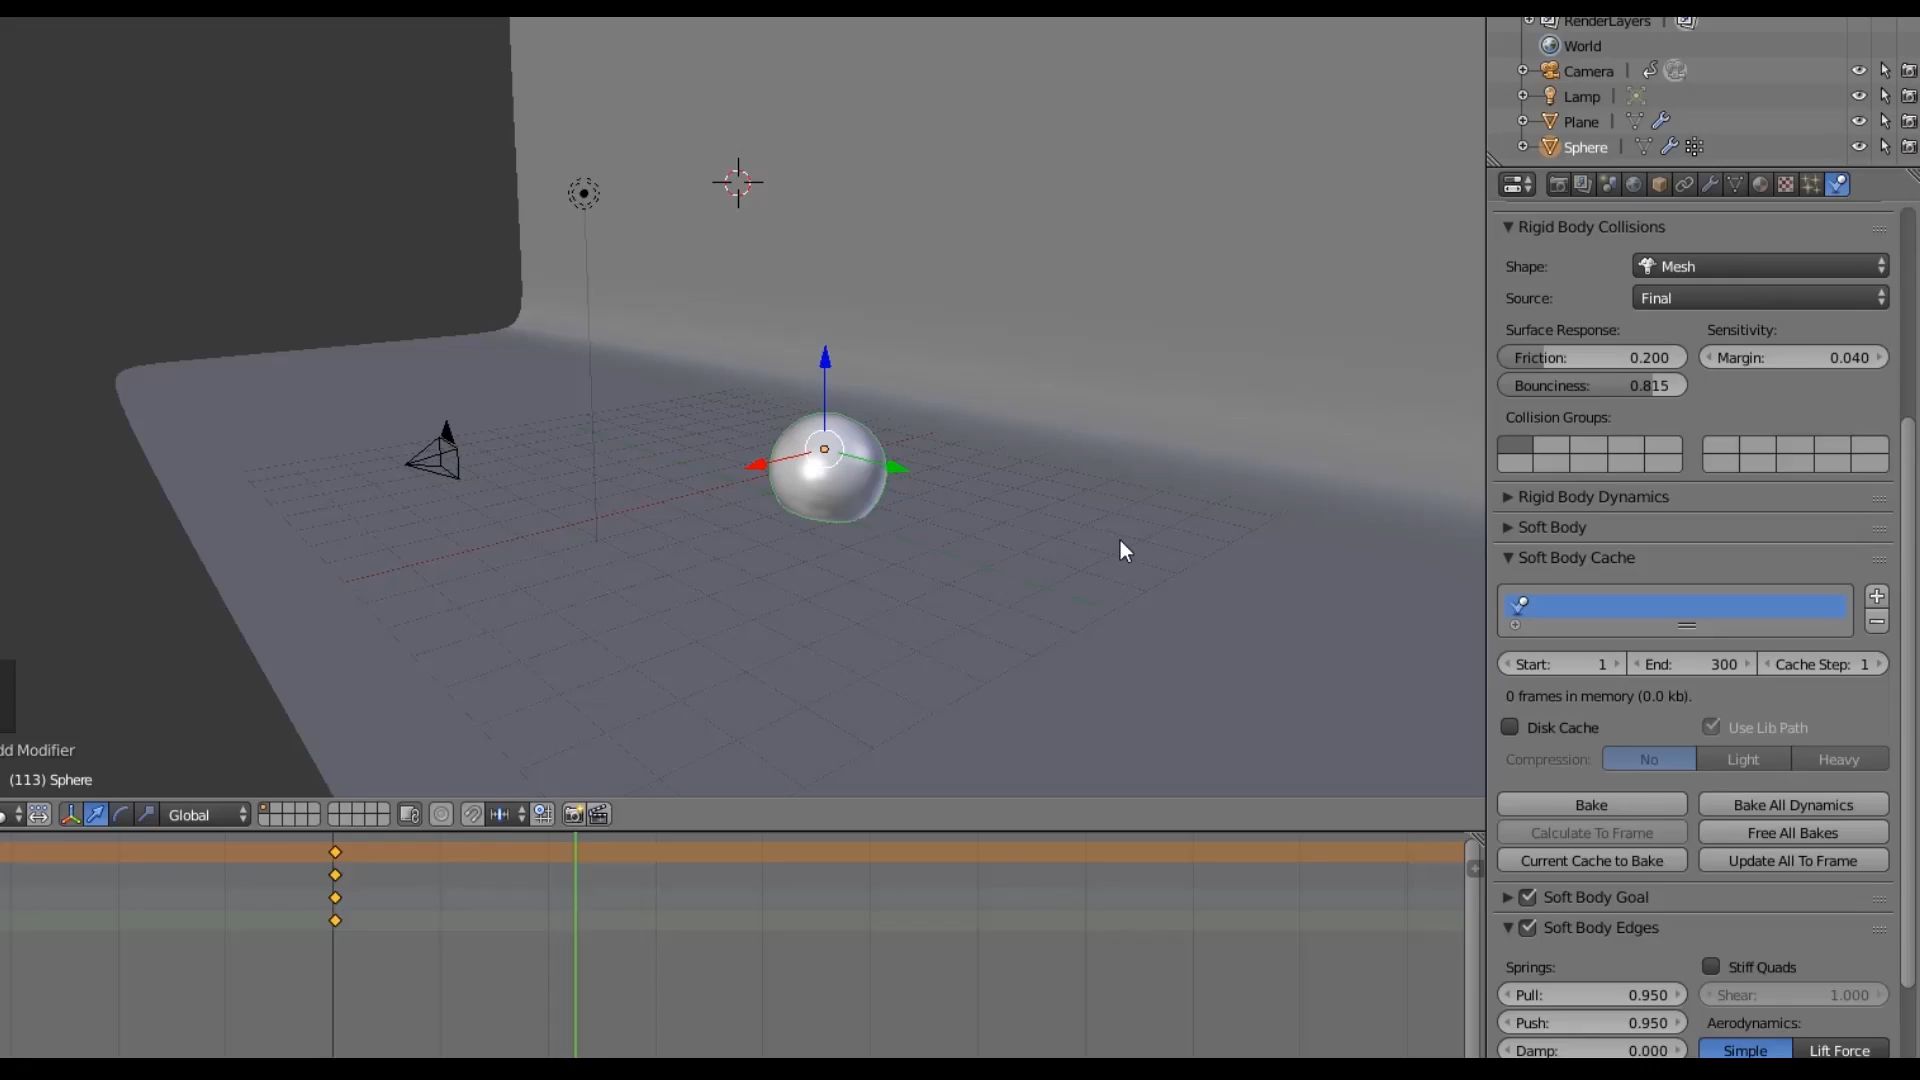 RenderLayers
World
Camera
Lamp
Plane
Sphere
Rigid Body Collisions
Shape: Mesh
Source: Final
Surface Response: Sensitivity:
Friction: 0.200 Margin: 0.040
Bounciness: 0.815
Collision Groups:
Rigid Body Dynamics
Soft Body
Soft Body Cache
Start: 1 End: 300 Cache Step: 1
0 frames in memory (0.0 kb).
Disk Cache Use Lib Path
Compression: No Light Heavy
Bake Bake All Dynamics
Calculate To Frame Free All Bakes
Current Cache to Bake Update All To Frame
Soft Body Goal
Soft Body Edges
Springs: Stiff Quads
Pull: 0.950 Shear: 1.000
Push: 0.950 Aerodynamics:
Damp: 0.000 Simple Lift Force
dd Modifier
(113) Sphere
Global